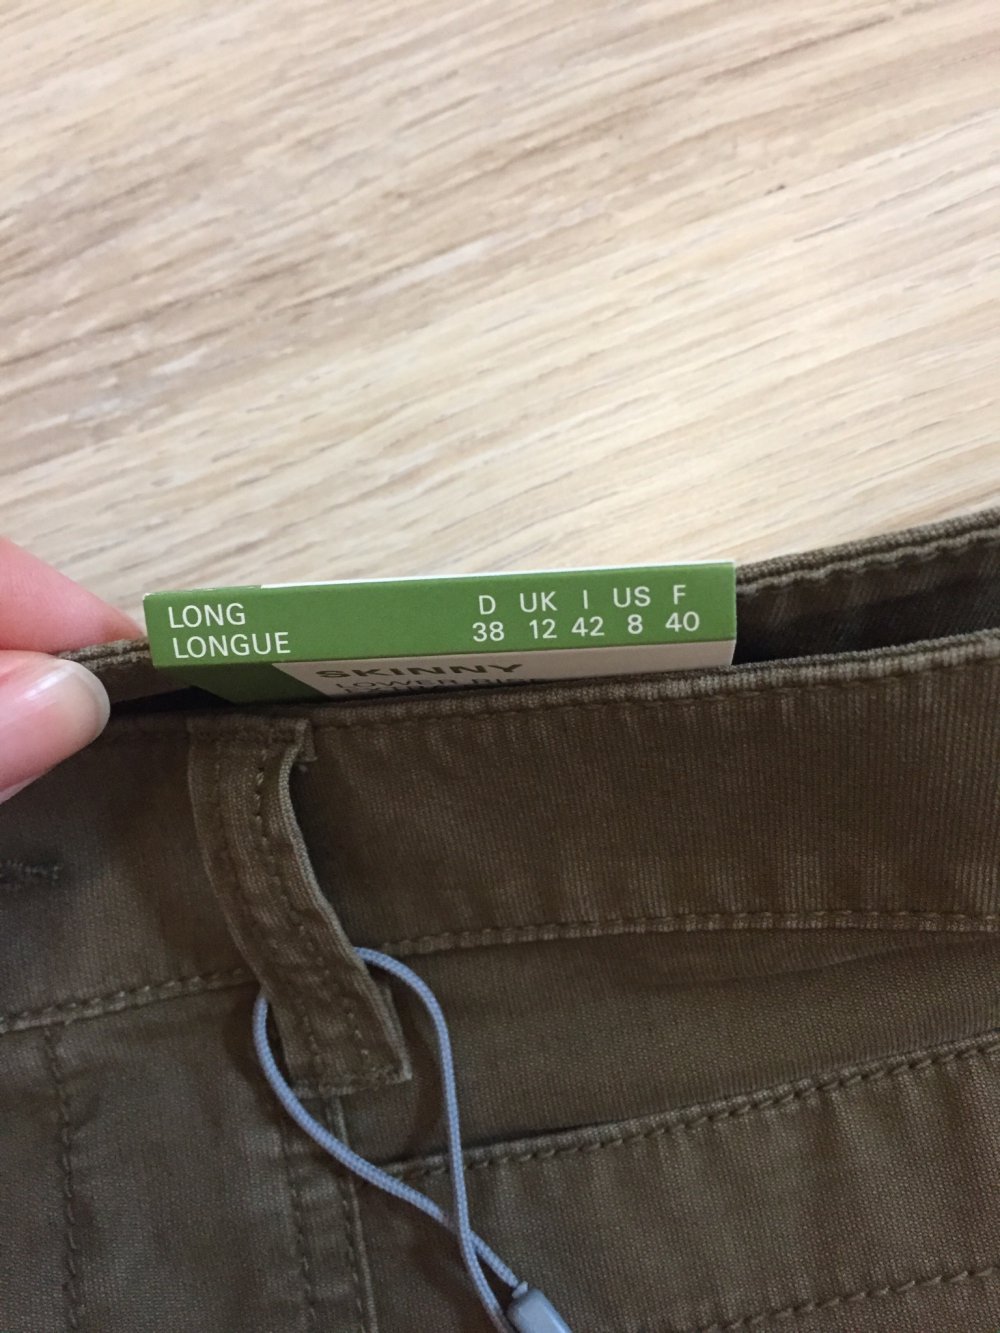 LONG
LONGUE
D UK I US F
38 12 42 8 40
SKINNY